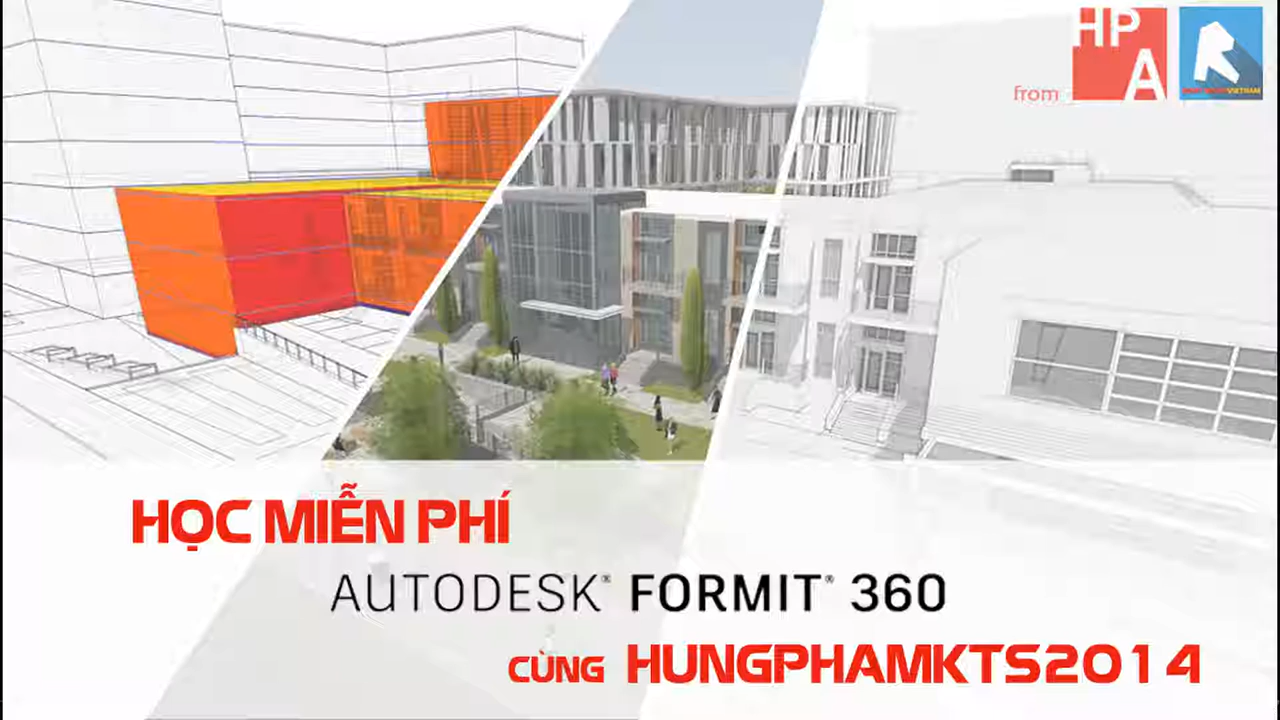 HP
A
from
HỌC MIỄN PHÍ
AUTODESK® FORMIT® 360
CÙNG HUNGPHAMKTS2014